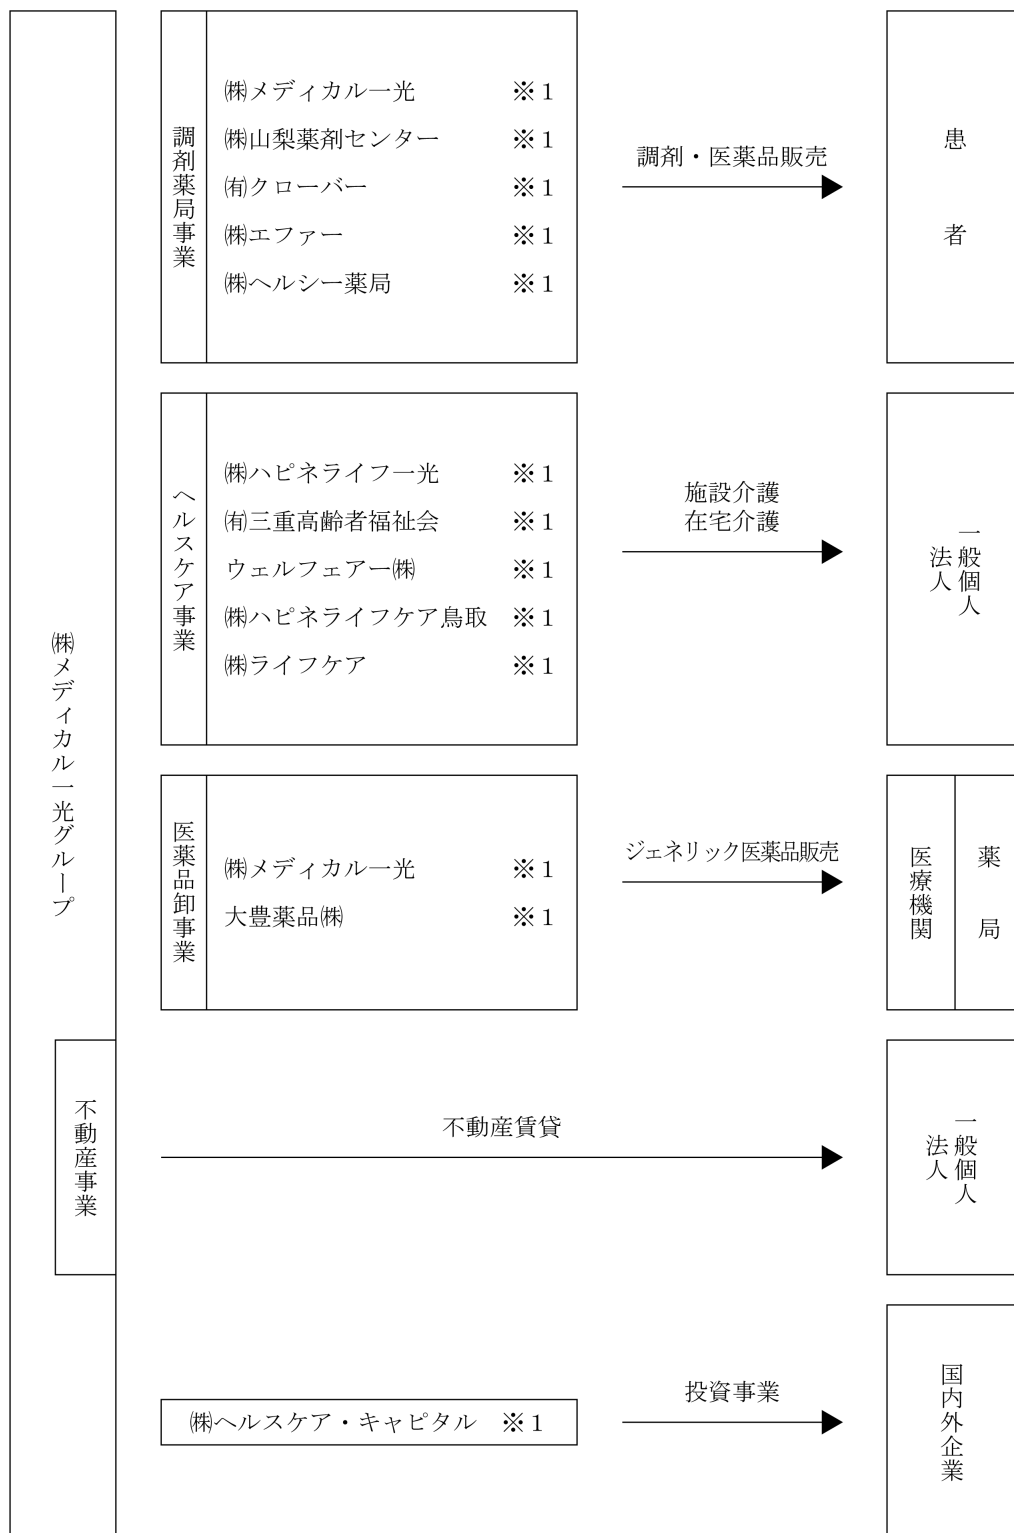 ㈱メディカル一光グループ
調剤薬局事業
㈱メディカル一光 ※1
㈱山梨薬剤センター ※1
㈲クローバー ※1
㈱エファー ※1
㈱ヘルシー薬局 ※1
調剤・医薬品販売
患者
ヘルスケア事業
㈱ハピネライフ一光 ※1
㈲三重高齢者福祉会 ※1
ウェルフェアー㈱ ※1
㈱ハピネライフケア鳥取 ※1
㈱ライフケア ※1
施設介護
在宅介護
一般個人
法人
医薬品卸事業
㈱メディカル一光 ※1
大豊薬品㈱ ※1
ジェネリック医薬品販売
薬局
医療機関
不動産事業
不動産賃貸
一般個人
法人
㈱ヘルスケア・キャピタル ※1
投資事業
国内外企業